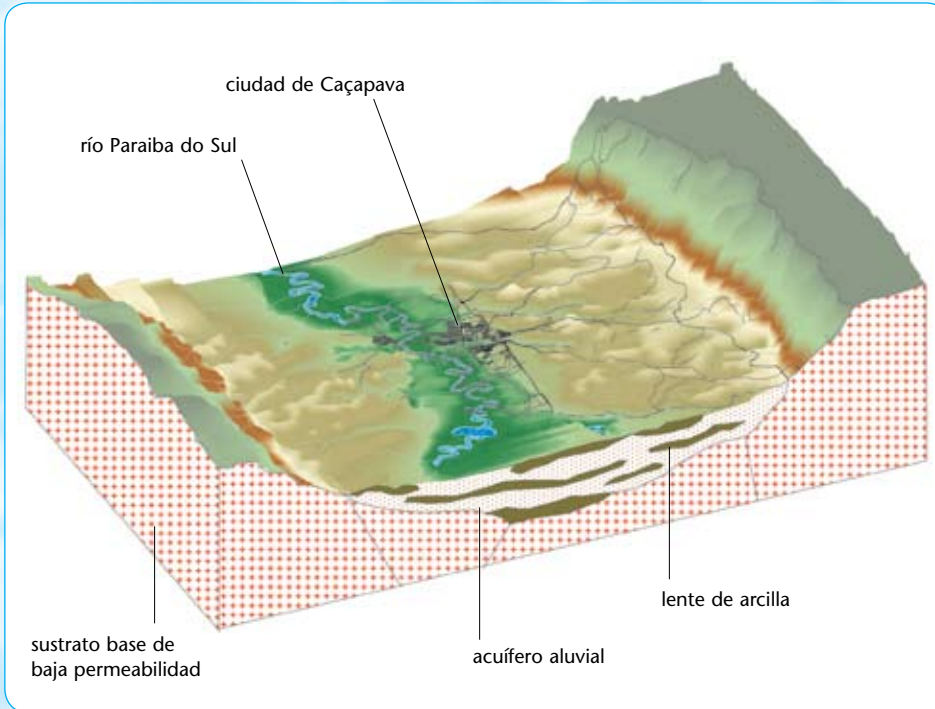 ciudad de Caçapava
río Paraiba do Sul
lente de arcilla
sustrato base de
baja permeabilidad
acuífero aluvial